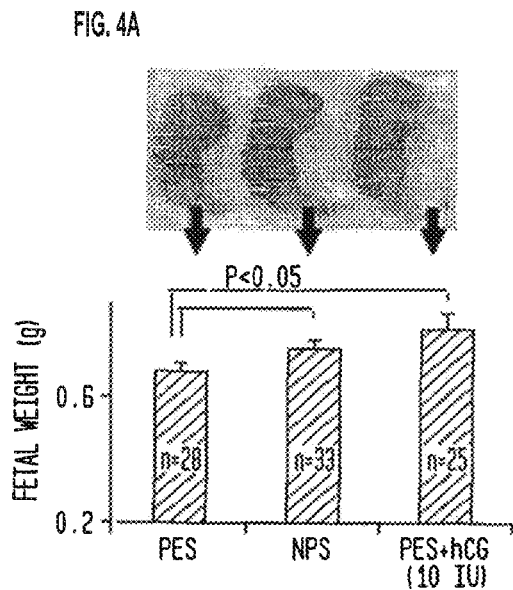 FIG. 4A
P<0.05
FETAL WEIGHT (g)
0.6
0.2
n=28
n=33
n=25
PES
NPS
PES+hCG
(10 IU)